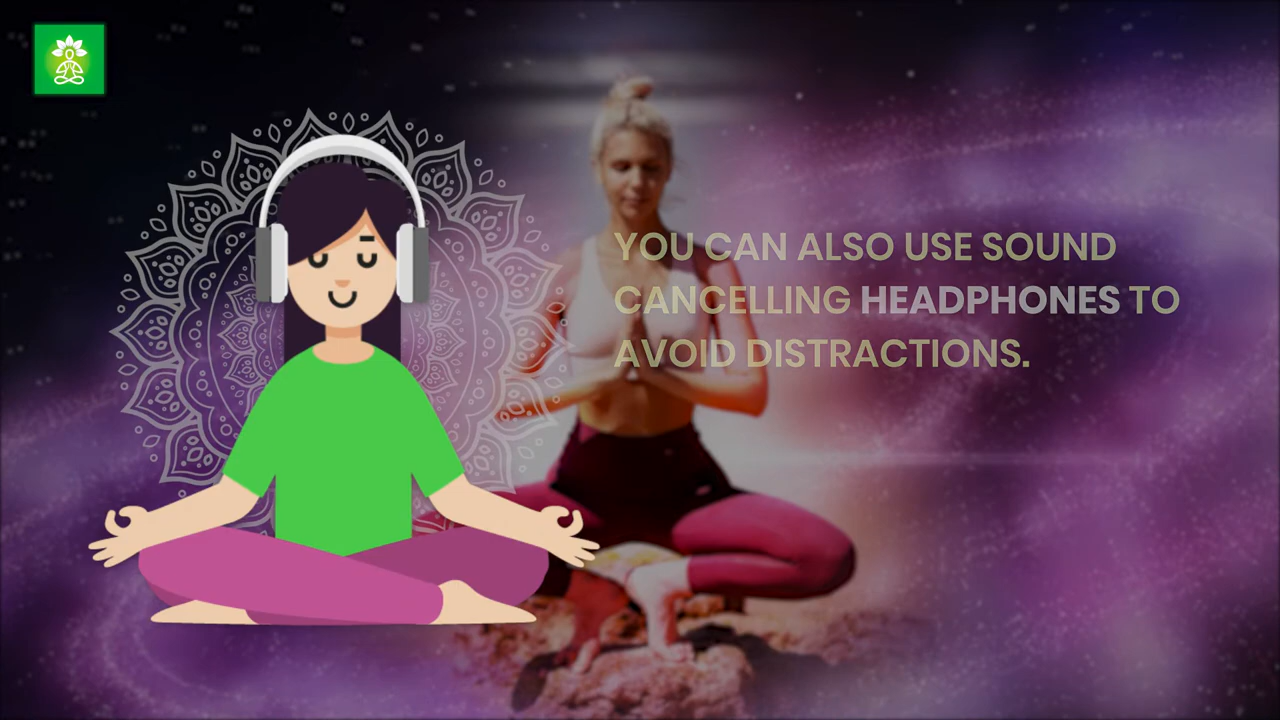 YOU CAN ALSO USE SOUND
CANCELLING HEADPHONES TO
AVOID DISTRACTIONS.